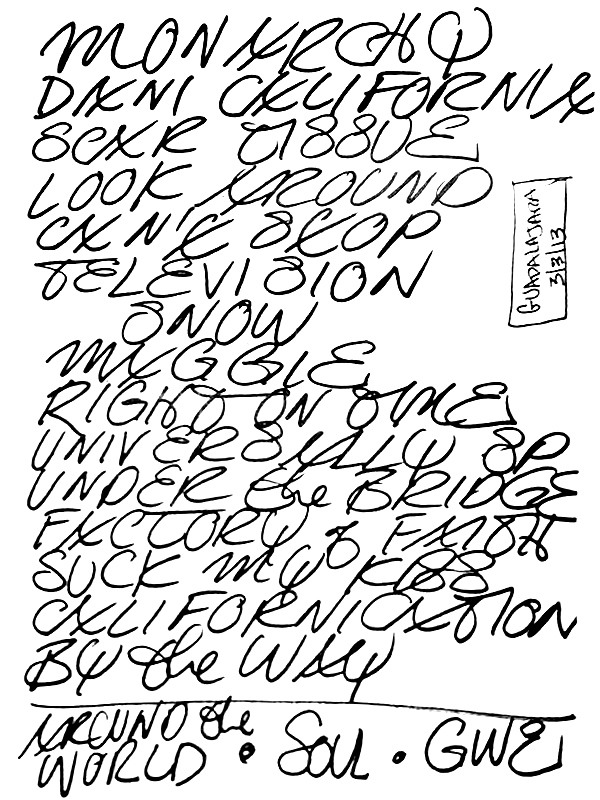 MONARCHY
DANI CALIFORNIA
SCAR TISSUE
LOOK AROUND
CAN'T STOP
TELEVISION
SNOW
MAGGIE
RIGHT ON TIME
UNIVERSALLY SP
UNDER the BRIDGE
FACTORY of FAITH
SUCK MY KISS
CALIFORNICATION
BY the WAY
AROUND the
WORLD • SOUL • GIVE
GUADALAJARA
3/3/13